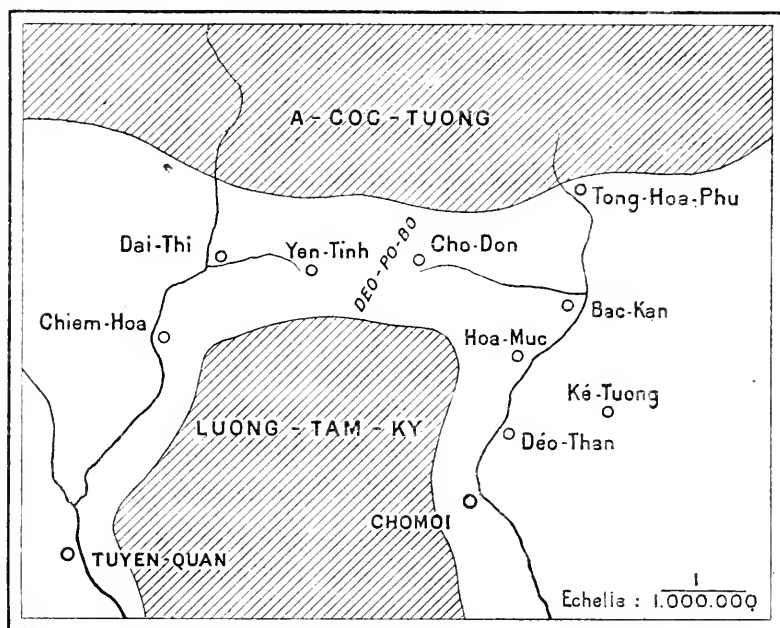 A-COC-TUONG
Tong-Hoa-Phu
Dai-Thi
Yen-Tinh
DEO-PO-BO
Cho-Don
Chiem-Hoa
Bac-Kan
Hoa-Muc
Ké-Tuong
LUONG-TAM-KY
Déo-Than
CHOMOI
TUYEN-QUAN
Echelle : 1/1.000.000